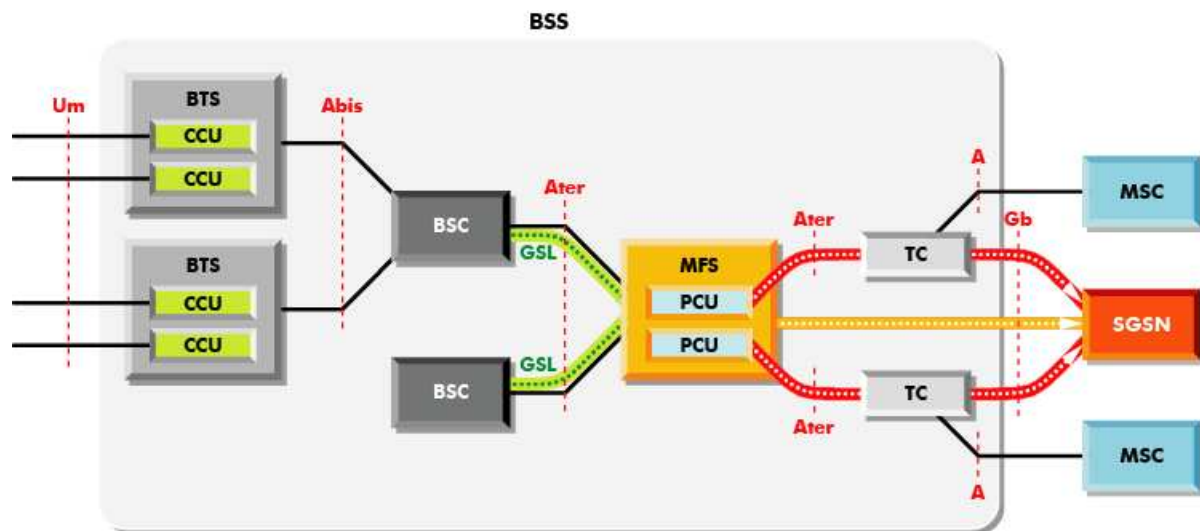 BSS
Um
BTS
CCU
CCU
Abis
BTS
CCU
CCU
BSC
Ater
GSL
GSL
BSC
MFS
PCU
PCU
Ater
Ater
TC
TC
A
A
Gb
MSC
SGSN
MSC